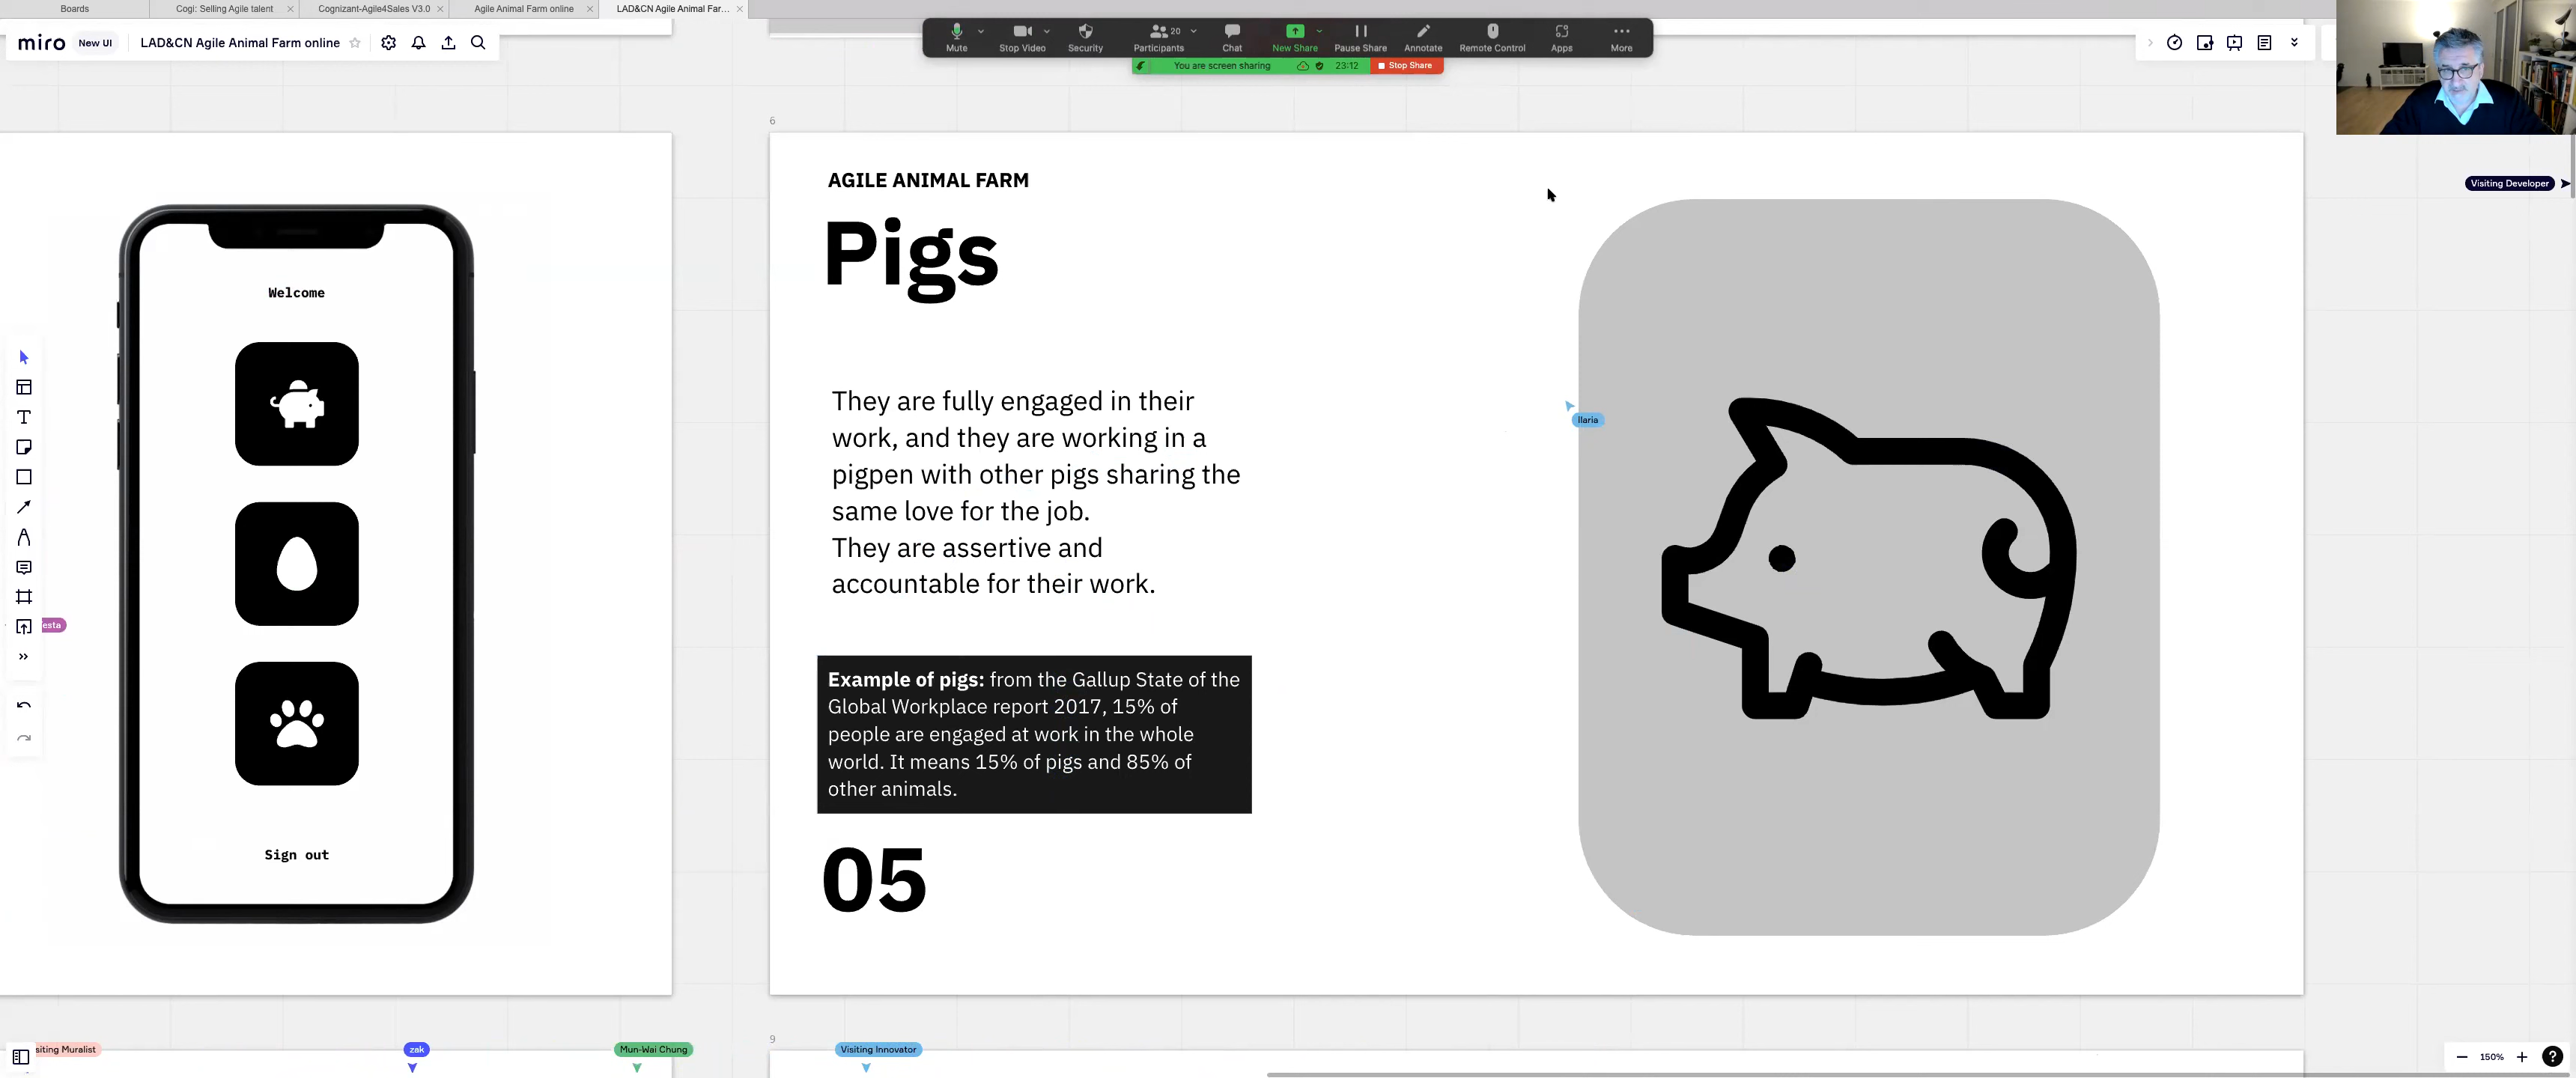 Boards
Cogi: Selling Agile talent
Cognizant-Agile4Sales V3.0
Agile Animal Farm online
LAD&CN Agile Animal Far...
miro
New UI
LAD&CN Agile Animal Farm online
Mute
Stop Video
Security
20
Participants
Chat
New Share
Pause Share
Annotate
Remote Control
Apps
More
You are screen sharing
23:12
Stop Share
Visiting Developer
6
Welcome
Sign out
AGILE ANIMAL FARM
Pigs
They are fully engaged in their
work, and they are working in a
pigpen with other pigs sharing the
same love for the job.
They are assertive and
accountable for their work.
Example of pigs: from the Gallup State of the
Global Workplace report 2017, 15% of
people are engaged at work in the whole
world. It means 15% of pigs and 85% of
other animals.
05
Ilaria
esta
9
siting Muralist
zak
Mun-Wai Chung
Visiting Innovator
150%